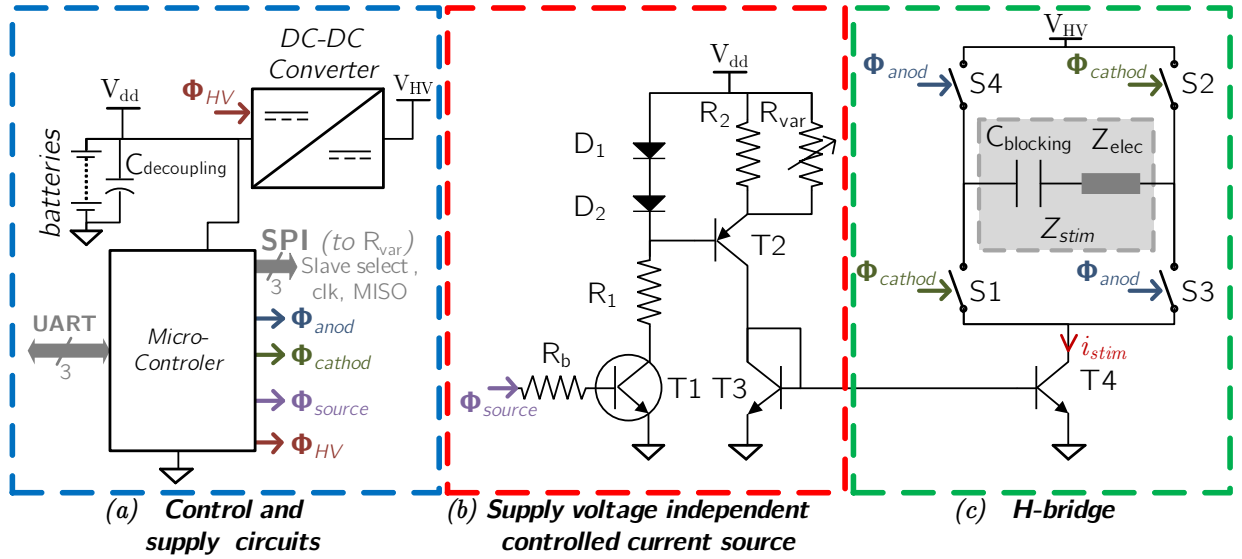 DC-DC
Converter
V_dd
Φ_HV
V_HV
batteries
C_decoupling
SPI (to R_var)
3
Slave select ,
clk, MISO
UART
3
Micro-
Controler
Φ_anod
Φ_cathod
Φ_source
Φ_HV
(a) Control and
supply circuits
V_dd
D_1
R_2
R_var
D_2
T2
R_1
R_b
Φ_source
T1
T3
(b) Supply voltage independent
controlled current source
V_HV
Φ_anod
S4
Φ_cathod
S2
C_blocking
Z_elec
Z_stim
Φ_cathod
S1
Φ_anod
S3
i_stim
T4
(c) H-bridge